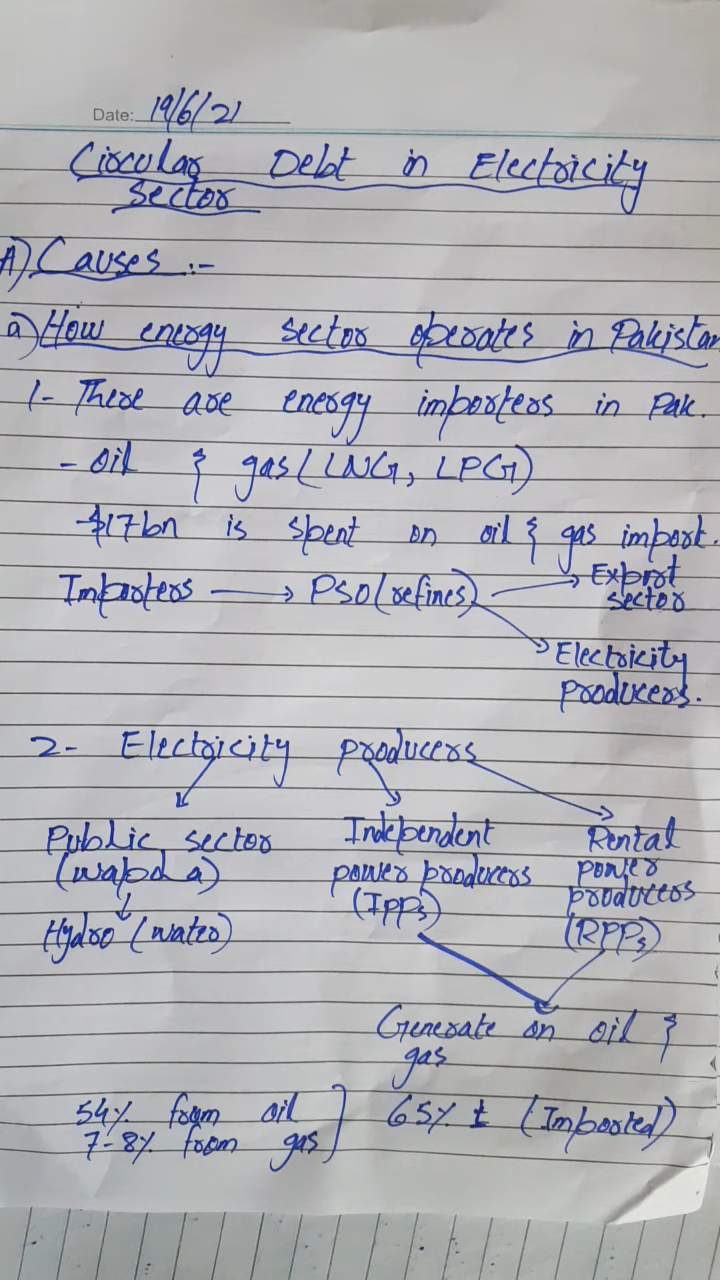 Date: 19/6/21
Circular Debt in Electricity
Sector
A) Causes :-
a) How energy sector operates in Pakistan
1- There are energy importers in Pak.
- oil & gas (LNG, LPG)
- $17 bn is spent on oil & gas import.
Importers → PSO (refines) → Exprot
sector
→ Electricity
producers.
2- Electricity producers
Public sector Independent Rental
(wapda) power producers power
(IPPs) producers
↓
Hydro (water) (RPPs)
Generate on oil &
gas
54% from oil ] 65% ± (Imported)
7-8% from gas